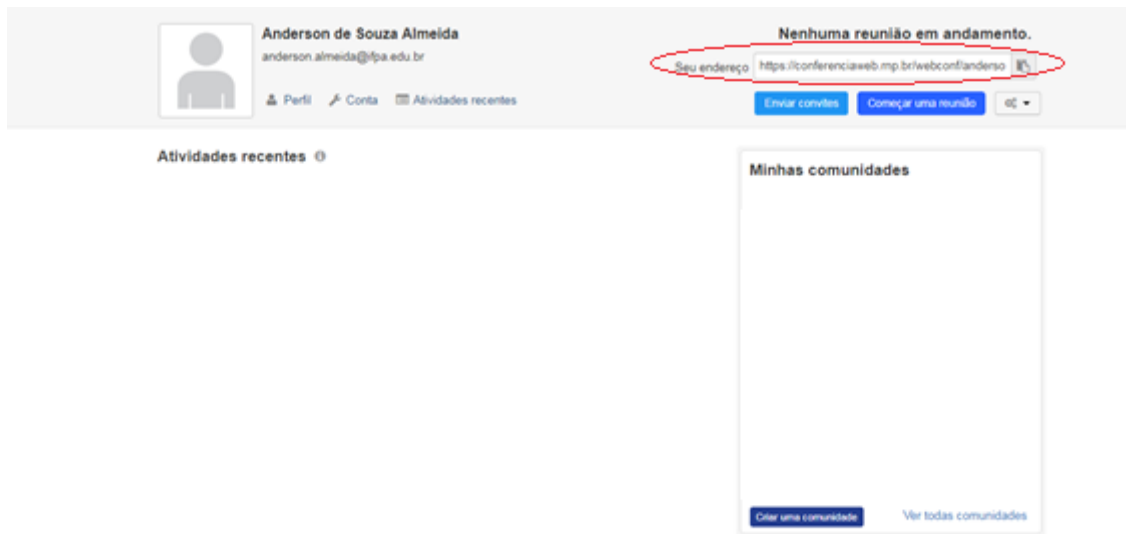 Anderson de Souza Almeida
anderson.almeida@ifpa.edu.br
Perfil Conta Atividades recentes
Nenhuma reunião em andamento.
Seu endereço https://conferenciaweb.rnp.br/webconf/anderso
Enviar convites Começar uma reunião
Atividades recentes
Minhas comunidades
Criar uma comunidade Ver todas comunidades